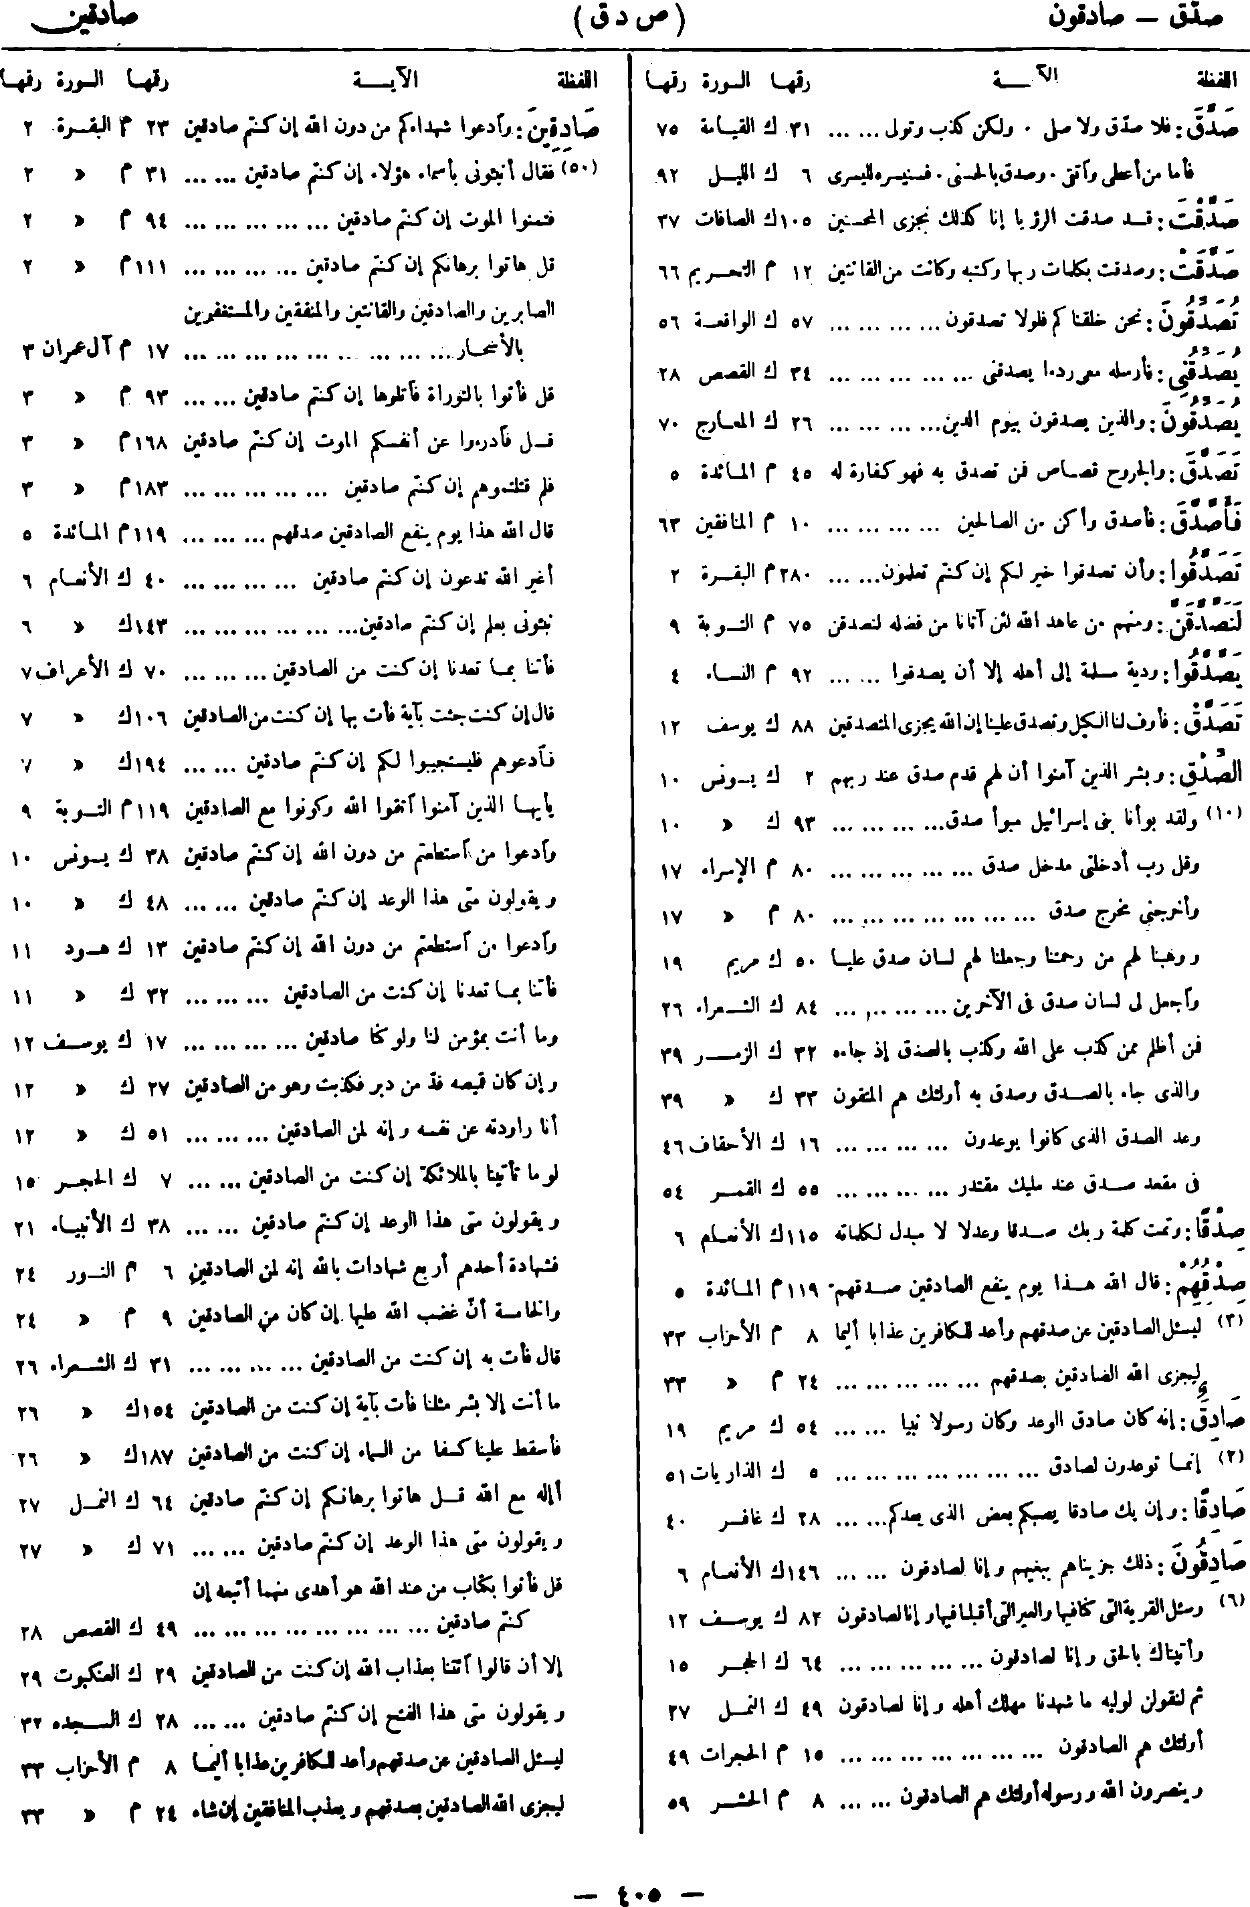 صدّق — صادقون
(ص د ق)
صادقين
اللفظة الآيـــة رقها السورة رقها
صَدَّقَ: فلا صدّق ولا صلى . ولكن كذب وتولى ... ... ٣١ ك القيامة ٧٥
فأما من أعطى وآتقى . وصدق بالحسنى . فسنيسره لليسرى ٦ ك الليل ٩٢
صَدَّقْتَ: قد صدقت الرؤيا إنا كذلك نجزى المحسنين ١٠٥ك الصافات ٣٧
صَدَّقَتْ: وصدقت بكلمات ربها وكتبه وكانت من القانتين ١٢ م التحريم ٦٦
تُصَدِّقُونَ: نحن خلقناكم فلولا تصدقون ... ... ... ... ٥٧ ك الواقعة ٥٦
يُصَدِّقُنِي: فأرسله معى ردءا يصدقنى ... ... ... ... ... ٣٤ ك القصص ٢٨
يُصَدِّقُونَ: والذين يصدقون بيوم الدين... ... ... ... ٢٦ ك المعارج ٧٠
تَصَدَّقَ: والجروح قصاص فمن تصدق به فهو كفارة له ٤٥ م المائدة ٥
فَأَصَّدَّقَ: فأصدق وأكن من الصالحين ... ... ... ... ١٠ م المنافقين ٦٣
تَصَدَّقُوا: وأن تصدقوا خير لكم إن كنتم تعلمون... ... ٢٨٠م البقرة ٢
لَنَصَّدَّقَنَّ: ومنهم من عاهد الله لئن آتانا من فضله لنصدقن ٧٥ م التوبة ٩
يَصَّدَّقُوا: ودية مسلمة إلى أهله إلا أن يصدقوا ... ... ٩٢ م النساء ٤
تَصَدَّقْ: فأوف لنا الكيل وتصدق علينا إن الله يجزى المتصدقين ٨٨ ك يوسف ١٢
الصِّدْقِ: وبشر الذين آمنوا أن لهم قدم صدق عند ربهم ٢ ك يونس ١٠
(١٠) ولقد بوأنا بنى إسرائيل مبوأ صدق... ... ... ... ٩٣ ك » ١٠
وقل رب أدخلنى مدخل صدق ... ... ... ... ... ٨٠ م الإسراء ١٧
وأخرجنى مخرج صدق ... ... ... ... ... ... ... ٨٠ م » ١٧
ووهبنا لهم من رحمتنا وجعلنا لهم لسان صدق عليا ٥٠ ك مريم ١٩
وآجعل لى لسان صدق فى الآخرين ... ... ... ... ٨٤ ك الشعراء ٢٦
فمن أظلم ممن كذب على الله وكذب بالصدق إذ جاءه ٣٢ ك الزمر ٣٩
والذى جاء بالصدق وصدق به أولئك هم المتقون ٣٣ ك » ٣٩
وعد الصدق الذى كانوا يوعدون ... ... ... ... ١٦ ك الأحقاف ٤٦
فى مقعد صدق عند مليك مقتدر ... ... ... ... ٥٥ ك القمر ٥٤
صِدْقًا: وتمت كلمة ربك صدقا وعدلا لا مبدل لكلماته ١١٥ك الأنعام ٦
صِدْقُهُمْ: قال الله هذا يوم ينفع الصادقين صدقهم ١١٩م المائدة ٥
(٣) ليسئل الصادقين عن صدقهم وأعد للكافرين عذابا أليما ٨ م الأحزاب ٣٣
ليجزى الله الصادقين بصدقهم ... ... ... ... ... ٢٤ م » ٣٣
صَادِقَ: إنه كان صادق الوعد وكان رسولا نبيا ... ... ٥٤ ك مريم ١٩
(٢) إنما توعدون لصادق ... ... ... ... ... ... ... ٥ ك الذاريات ٥١
صَادِقًا: وإن يك صادقا يصبكم بعض الذى يعدكم... ... ٢٨ ك غافر ٤٠
صَادِقُونَ: ذلك جزيناهم ببغيهم وإنا لصادقون ... ... ١٤٦ك الأنعام ٦
(٦) وسئل القرية التى كنا فيها والعير التى أقبلنا فيها وإنا لصادقون ٨٢ ك يوسف ١٢
وأتيناك بالحق وإنا لصادقون ... ... ... ... ... ٦٤ ك الحجر ١٥
ثم لنقولن لوليه ما شهدنا مهلك أهله وإنا لصادقون ٤٩ ك النمل ٢٧
أولئك هم الصادقون ... ... ... ... ... ... ... ١٥ م الحجرات ٤٩
وينصرون الله ورسوله أولئك هم الصادقون ... ... ٨ م الحشر ٥٩
اللفظة الآيـــة رقها السورة رقها
صَادِقِينَ: وآدعوا شهداءكم من دون الله إن كنتم صادقين ٢٣ م البقرة ٢
(٥٠) فقال أنبئونى بأسماء هؤلاء إن كنتم صادقين ... ... ٣١ م » ٢
فتمنوا الموت إن كنتم صادقين ... ... ... ... ... ٩٤ م » ٢
قل هاتوا برهانكم إن كنتم صادقين ... ... ... ... ١١١م » ٢
الصابرين والصادقين والقانتين والمنفقين والمستغفرين
بالأسحار... ... ... ... ... ... ... ... ... ١٧ م آل عمران ٣
قل فأتوا بالتوراة فآتلوها إن كنتم صادقين ... ... ٩٣ م » ٣
قل فآدرءوا عن أنفسكم الموت إن كنتم صادقين ١٦٨م » ٣
فلم قتلتموهم إن كنتم صادقين ... ... ... ... ... ١٨٣م » ٣
قال الله هذا يوم ينفع الصادقين صدقهم ... ... ... ١١٩م المائدة ٥
أغير الله تدعون إن كنتم صادقين ... ... ... ... ٤٠ ك الأنعام ٦
نبئونى بعلم إن كنتم صادقين... ... ... ... ... ... ١٤٣ك » ٦
فأتنا بما تعدنا إن كنت من الصادقين ... ... ... ٧٠ ك الأعراف ٧
قال إن كنت جئت بآية فأت بها إن كنت من الصادقين ١٠٦ك » ٧
فآدعوهم فليستجيبوا لكم إن كنتم صادقين ... ... ١٩٤ك » ٧
يأيها الذين آمنوا آتقوا الله وكونوا مع الصادقين ١١٩م التوبة ٩
وآدعوا من آستطعتم من دون الله إن كنتم صادقين ٣٨ ك يونس ١٠
ويقولون متى هذا الوعد إن كنتم صادقين ... ... ٤٨ ك » ١٠
وآدعوا من آستطعتم من دون الله إن كنتم صادقين ١٣ ك هود ١١
فأتنا بما تعدنا إن كنت من الصادقين ... ... ... ٣٢ ك » ١١
وما أنت بمؤمن لنا ولو كنا صادقين ... ... ... ... ١٧ ك يوسف ١٢
وإن كان قميصه قد من دبر فكذبت وهو من الصادقين ٢٧ ك » ١٢
أنا راودته عن نفسه وإنه لمن الصادقين ... ... ... ٥١ ك » ١٢
لو ما تأتينا بالملائكة إن كنت من الصادقين ... ... ٧ ك الحجر ١٥
ويقولون متى هذا الوعد إن كنتم صادقين ... ... ٣٨ ك الأنبياء ٢١
فشهادة أحدهم أربع شهادات بالله إنه لمن الصادقين ٦ م النور ٢٤
والخامسة أنّ غضب الله عليها إن كان من الصادقين ٩ م » ٢٤
قال فأت به إن كنت من الصادقين ... ... ... ... ٣١ ك الشعراء ٢٦
ما أنت إلا بشر مثلنا فأت بآية إن كنت من الصادقين ١٥٤ك » ٢٦
فأسقط علينا كسفا من السماء إن كنت من الصادقين ١٨٧ك » ٢٦
أإله مع الله قل هاتوا برهانكم إن كنتم صادقين ٦٤ ك النمل ٢٧
ويقولون متى هذا الوعد إن كنتم صادقين ... ... ٧١ ك » ٢٧
قل فأتوا بكتاب من عند الله هو أهدى منهما أتبعه إن
كنتم صادقين ... ... ... ... ... ... ... ... ... ٤٩ ك القصص ٢٨
إلا أن قالوا آئتنا بعذاب الله إن كنت من الصادقين ٢٩ ك العنكبوت ٢٩
ويقولون متى هذا الفتح إن كنتم صادقين ... ... ٢٨ ك السجده ٣٢
ليسئل الصادقين عن صدقهم وأعد للكافرين عذابا أليما ٨ م الأحزاب ٣٣
ليجزى الله الصادقين بصدقهم ويعذب المنافقين إن شاء ٢٤ م » ٣٣
— ٤٠٥ —